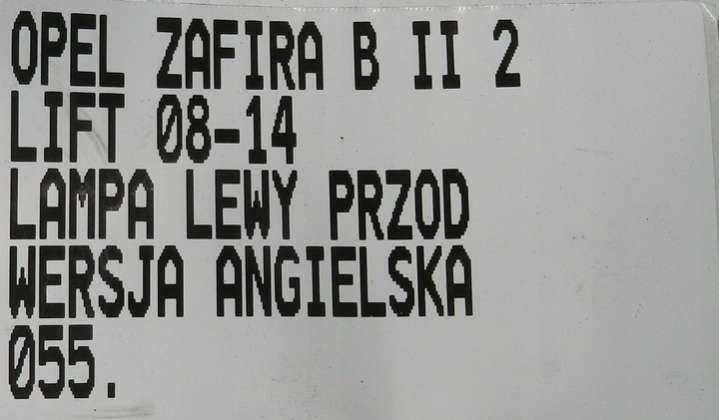 OPEL ZAFIRA B II 2
LIFT 08-14
LAMPA LEWY PRZOD
WERSJA ANGIELSKA
055.